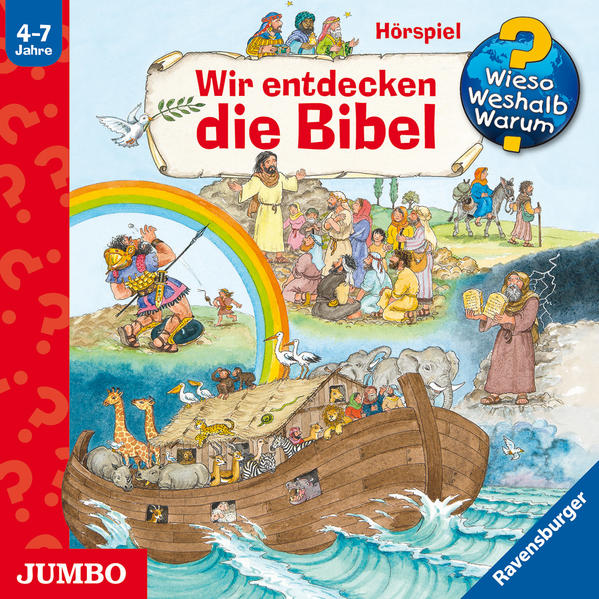 4-7
Jahre
Hörspiel
Wir entdecken
die Bibel
?
Wieso
Weshalb
Warum
JUMBO
Ravensburger